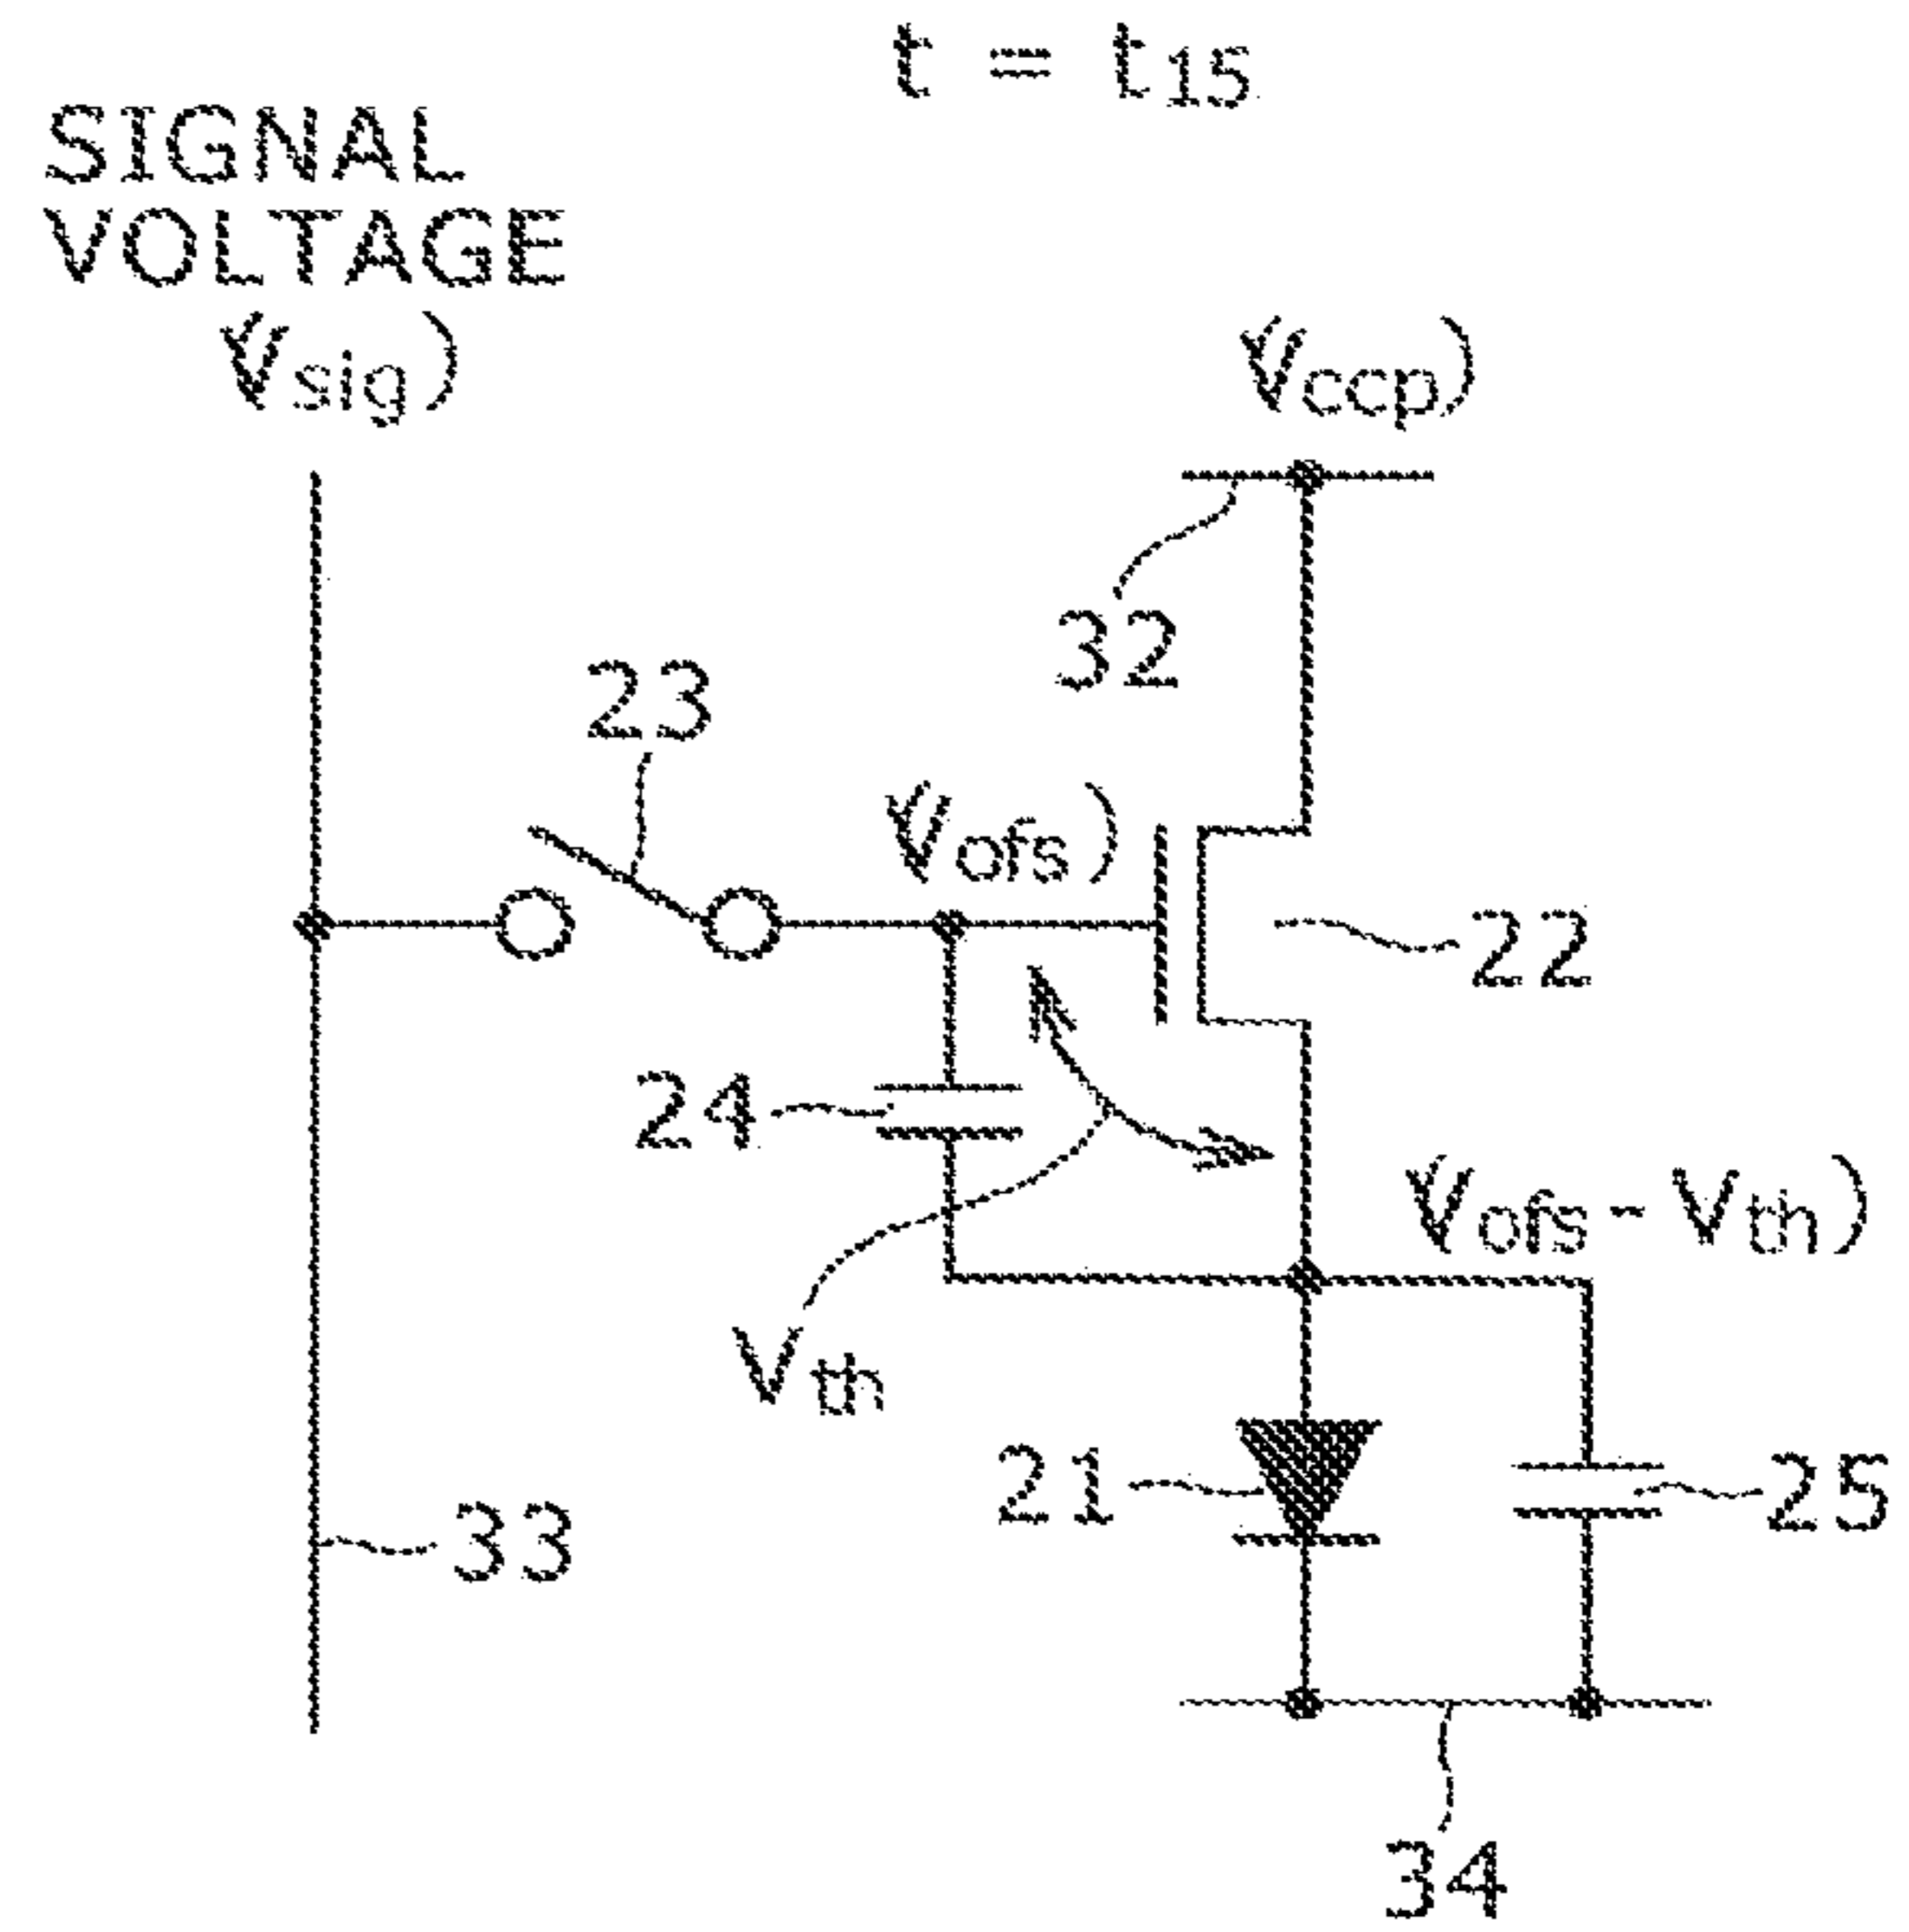 t = t15
SIGNAL
VOLTAGE
(Vsig)
(Vccp)
32
23
(Vofs)
22
24
(Vofs - Vth)
Vth
21
25
33
34